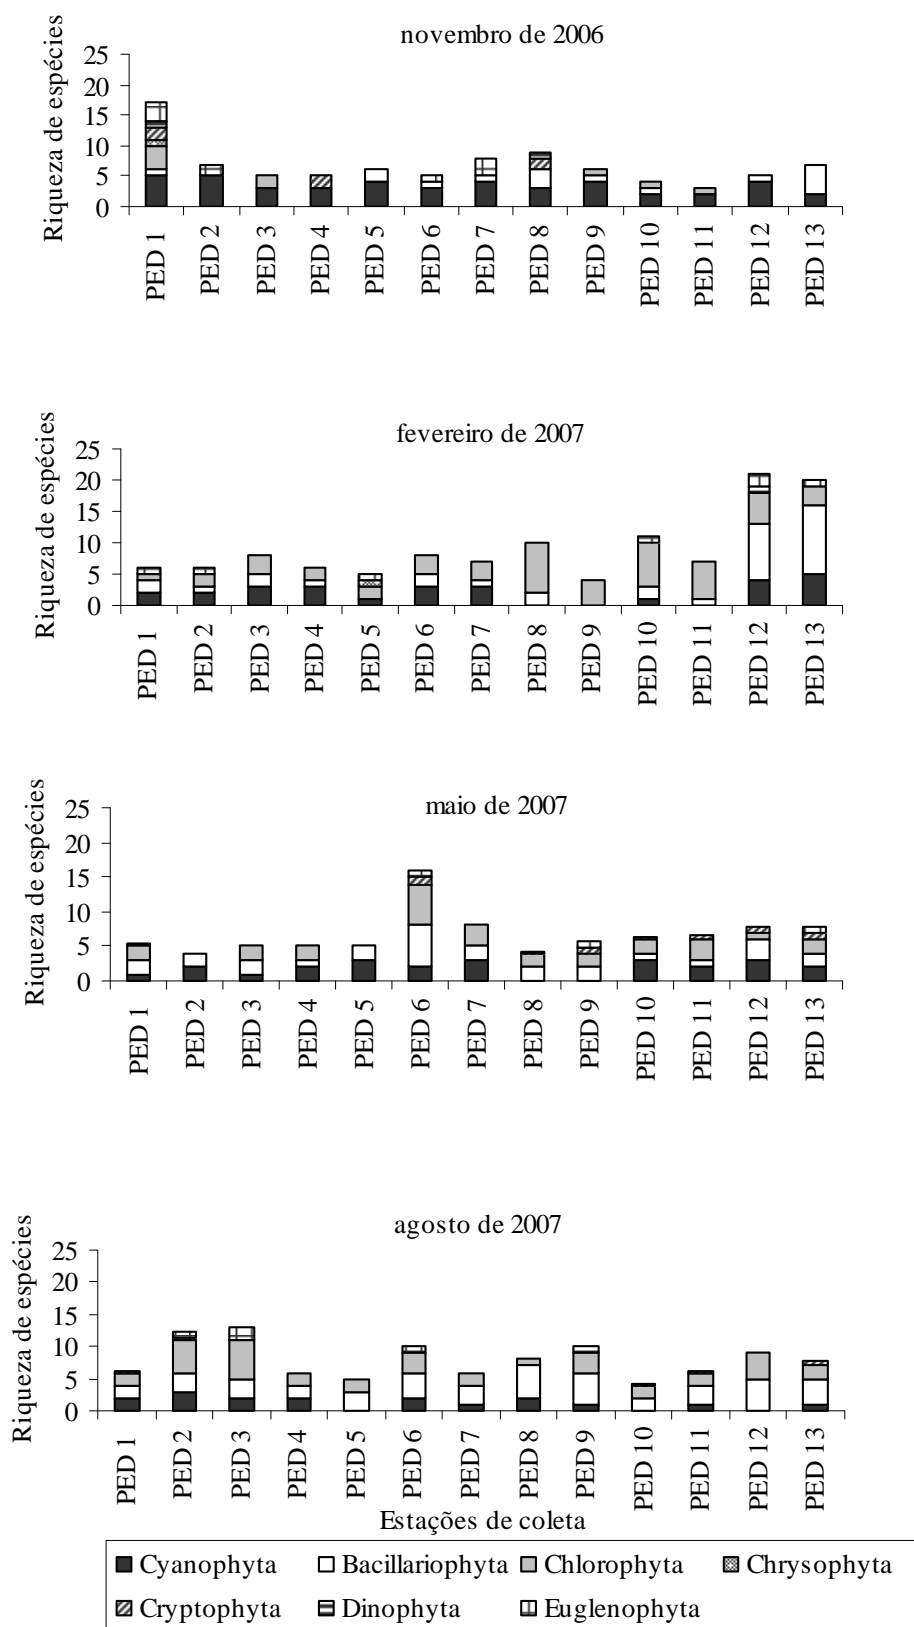 novembro de 2006
Riqueza de espécies
25
20
15
10
5
0
PED 1
PED 2
PED 3
PED 4
PED 5
PED 6
PED 7
PED 8
PED 9
PED 10
PED 11
PED 12
PED 13
fevereiro de 2007
Riqueza de espécies
25
20
15
10
5
0
PED 1
PED 2
PED 3
PED 4
PED 5
PED 6
PED 7
PED 8
PED 9
PED 10
PED 11
PED 12
PED 13
maio de 2007
Riqueza de espécies
25
20
15
10
5
0
PED 1
PED 2
PED 3
PED 4
PED 5
PED 6
PED 7
PED 8
PED 9
PED 10
PED 11
PED 12
PED 13
agosto de 2007
Riqueza de espécies
25
20
15
10
5
0
PED 1
PED 2
PED 3
PED 4
PED 5
PED 6
PED 7
PED 8
PED 9
PED 10
PED 11
PED 12
PED 13
Estações de coleta
Cyanophyta Bacillariophyta Chlorophyta Chrysophyta
Cryptophyta Dinophyta Euglenophyta